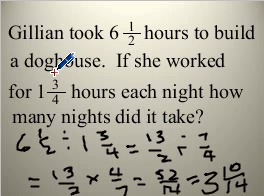 Gillian took 6 1/2 hours to build
a doghouse. If she worked
for 1 3/4 hours each night how
many nights did it take?
6 1/2 ÷ 1 3/4 = 13/2 ÷ 7/4
= 13/2 × 4/7 = 52/14 = 3 10/14